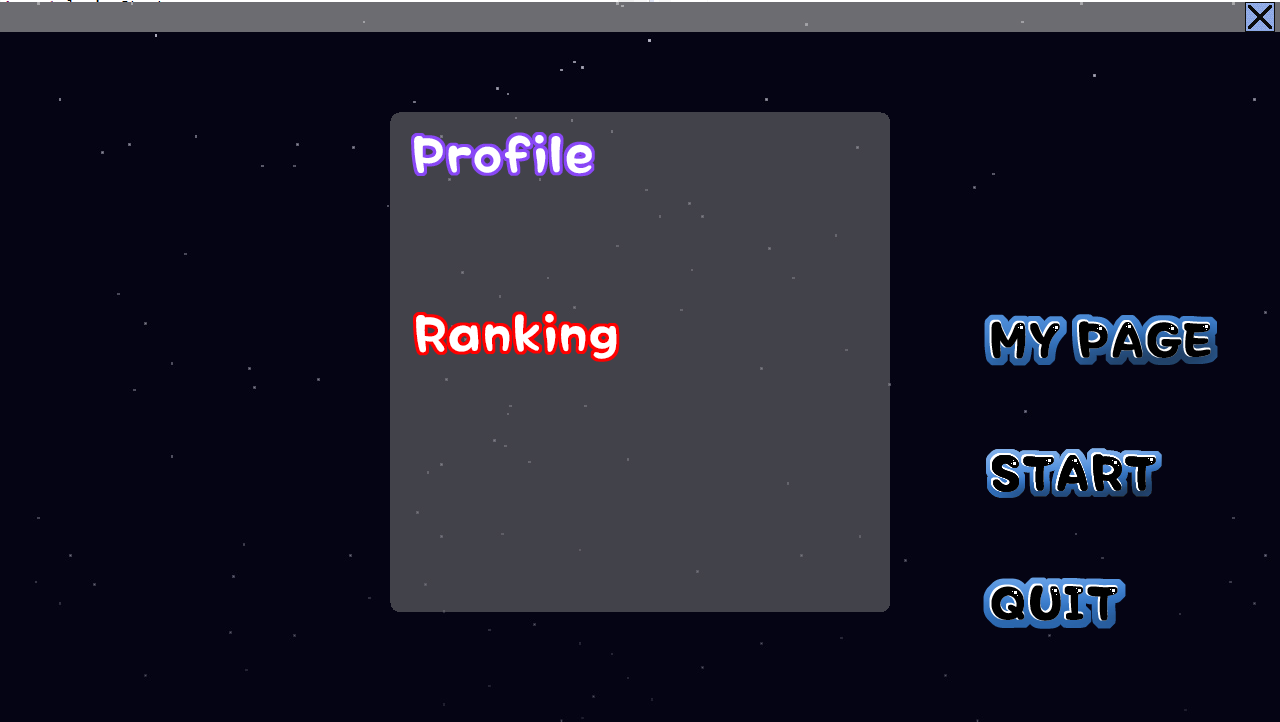 Profile
Ranking
MY PAGE
START
QUIT